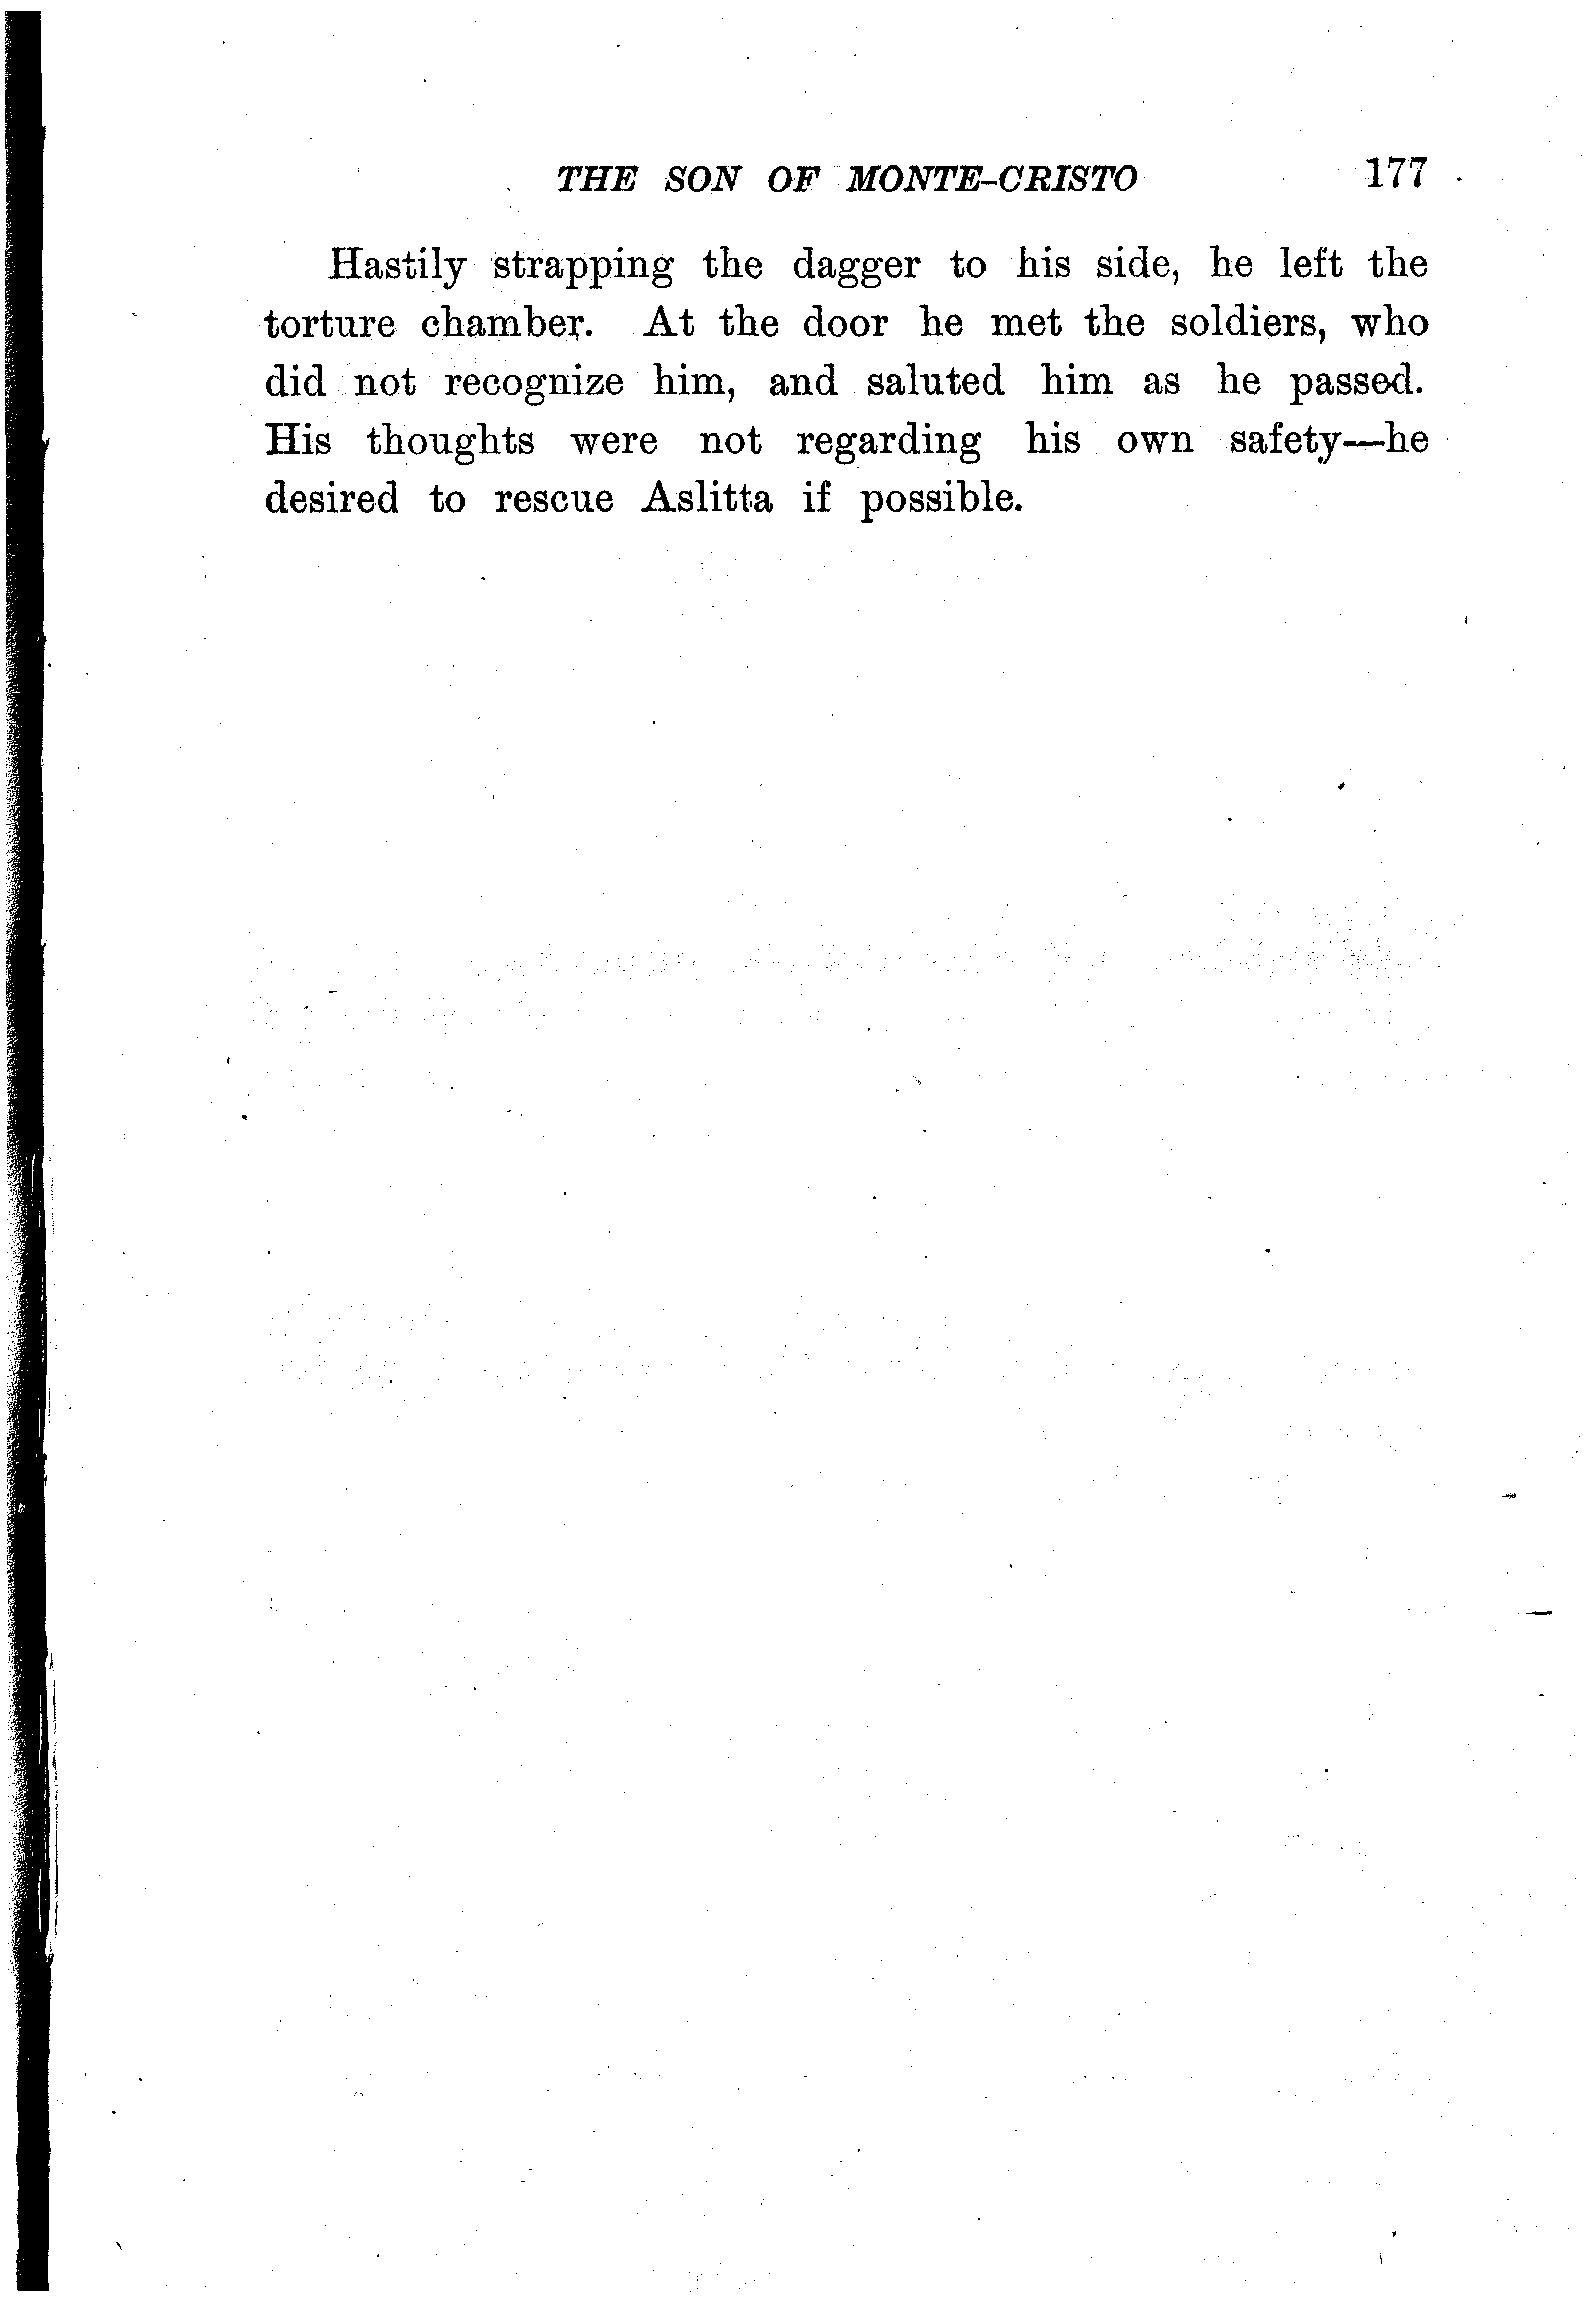 THE SON OF MONTE-CRISTO 177
Hastily strapping the dagger to his side, he left the
torture chamber. At the door he met the soldiers, who
did not recognize him, and saluted him as he passed.
His thoughts were not regarding his own safety—he
desired to rescue Aslitta if possible.